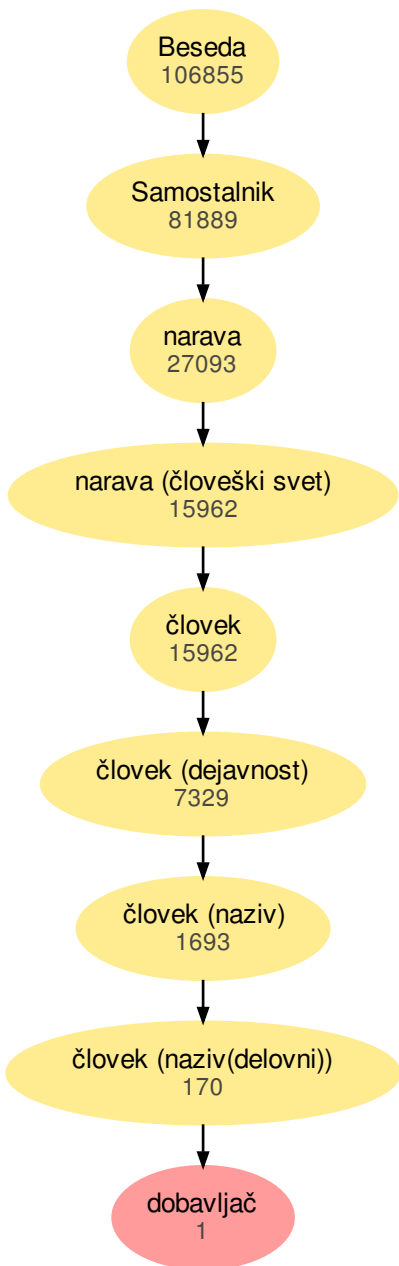 Beseda
106855
Samostalnik
81889
narava
27093
narava (človeški svet)
15962
človek
15962
človek (dejavnost)
7329
človek (naziv)
1693
človek (naziv(delovni))
170
dobavljač
1